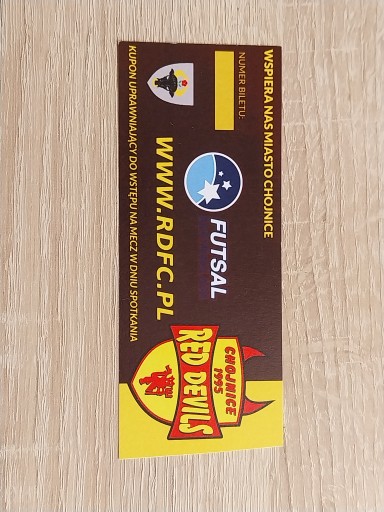 WSPIERA NAS MIASTO CHOJNICE
NUMER BILETU:
FUTSAL
WWW.RDFC.PL
KUPON UPRAWNIAJĄCY DO WSTĘPU NA MECZ W DNIU SPOTKANIA
CHOJNICE
1995
RED DEVILS